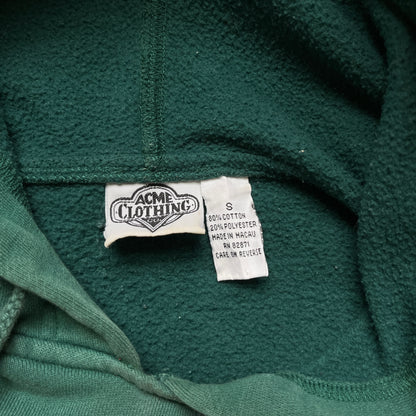 ACME
CLOTHING
S
80% COTTON
20% POLYESTER
MADE IN MACAU
RN 82871
CARE ON REVERSE